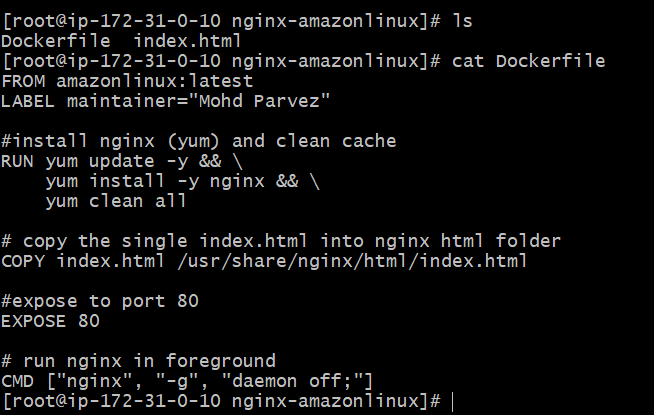 [root@ip-172-31-0-10 nginx-amazonlinux]# ls
Dockerfile  index.html
[root@ip-172-31-0-10 nginx-amazonlinux]# cat Dockerfile
FROM amazonlinux:latest
LABEL maintainer="Mohd Parvez"

#install nginx (yum) and clean cache
RUN yum update -y && \
    yum install -y nginx && \
    yum clean all

# copy the single index.html into nginx html folder
COPY index.html /usr/share/nginx/html/index.html

#expose to port 80
EXPOSE 80

# run nginx in foreground
CMD ["nginx", "-g", "daemon off;"]
[root@ip-172-31-0-10 nginx-amazonlinux]#